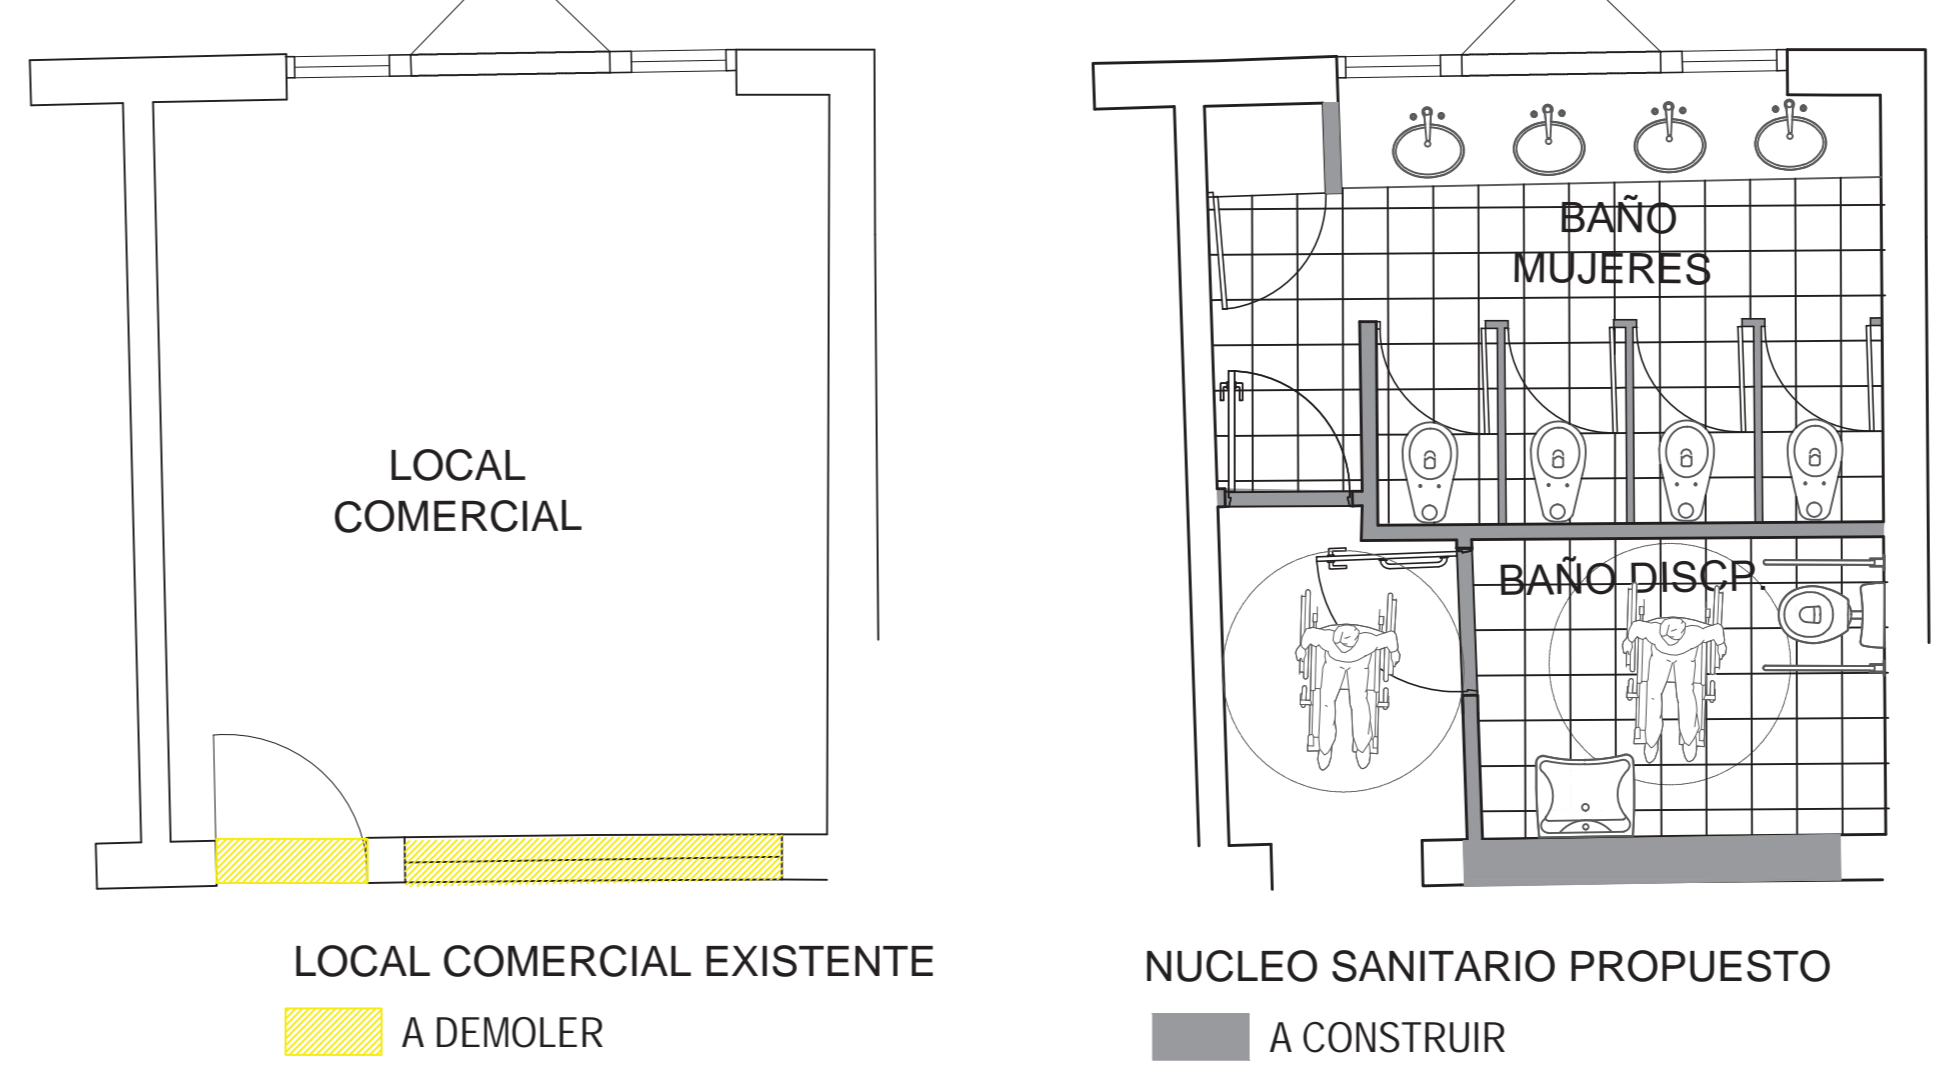 LOCAL
COMERCIAL
LOCAL COMERCIAL EXISTENTE
A DEMOLER
BAÑO
MUJERES
BAÑO DISCP.
NUCLEO SANITARIO PROPUESTO
A CONSTRUIR